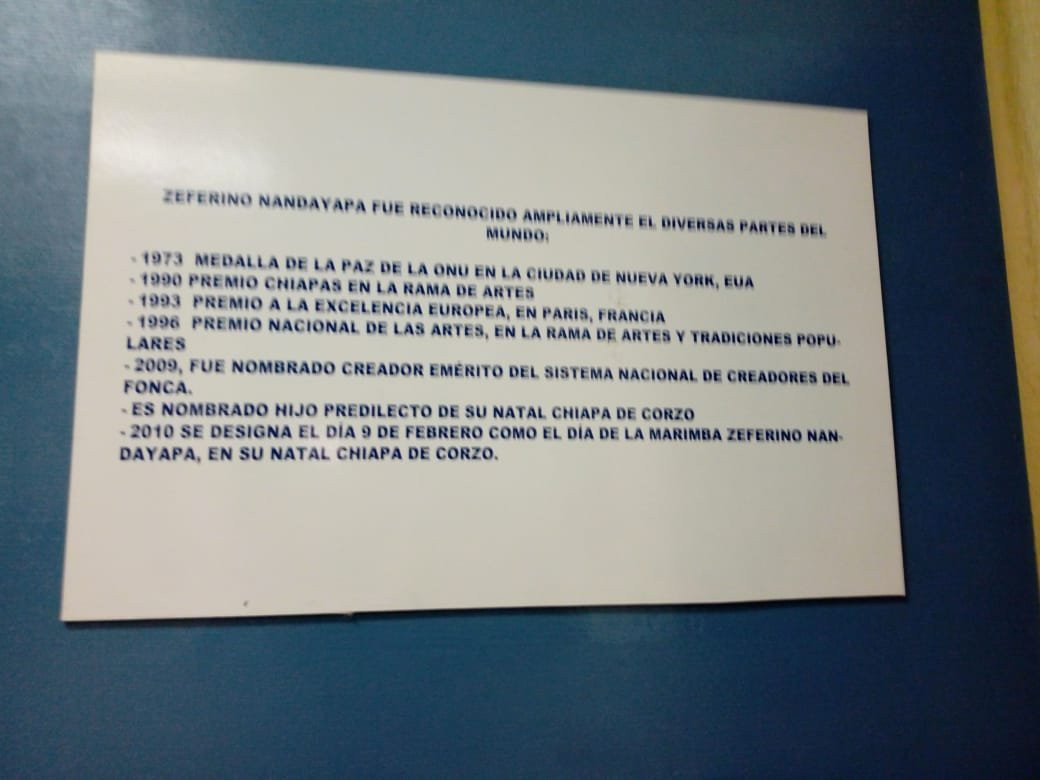 ZEFERINO NANDAYAPA FUE RECONOCIDO AMPLIAMENTE EL DIVERSAS PARTES DEL
MUNDO:
- 1973 MEDALLA DE LA PAZ DE LA ONU EN LA CIUDAD DE NUEVA YORK, EUA
- 1990 PREMIO CHIAPAS EN LA RAMA DE ARTES
- 1993 PREMIO A LA EXCELENCIA EUROPEA, EN PARIS, FRANCIA
- 1996 PREMIO NACIONAL DE LAS ARTES, EN LA RAMA DE ARTES Y TRADICIONES POPU-
LARES
- 2009, FUE NOMBRADO CREADOR EMÉRITO DEL SISTEMA NACIONAL DE CREADORES DEL
FONCA.
- ES NOMBRADO HIJO PREDILECTO DE SU NATAL CHIAPA DE CORZO
- 2010 SE DESIGNA EL DÍA 9 DE FEBRERO COMO EL DÍA DE LA MARIMBA ZEFERINO NAN-
DAYAPA, EN SU NATAL CHIAPA DE CORZO.